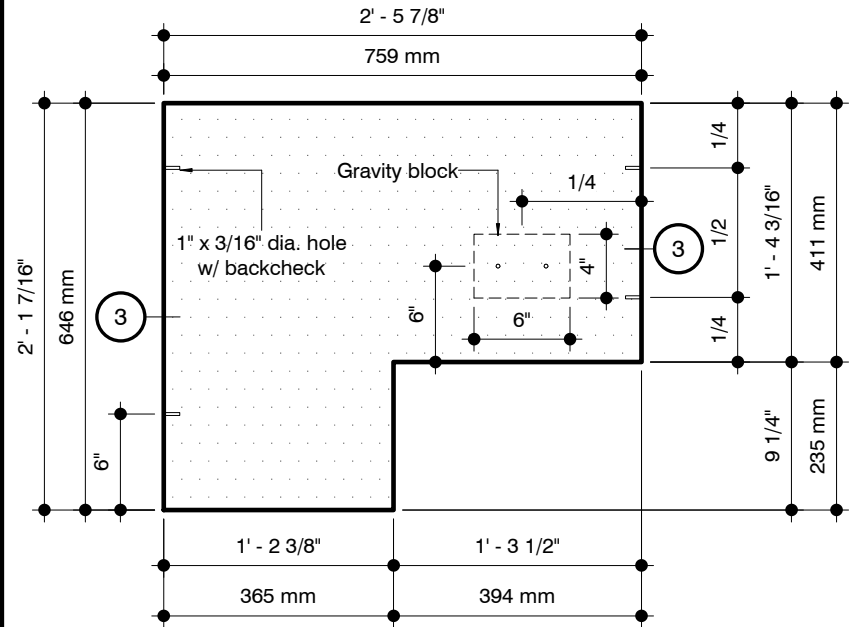 2' - 5 7/8"
759 mm
Gravity block
1/4
1/4
1" x 3/16" dia. hole
w/ backcheck
1/2
3
4"
1' - 4 3/16"
411 mm
2' - 1 7/16"
646 mm
3
6"
6"
1/4
6"
9 1/4"
235 mm
1' - 2 3/8"
1' - 3 1/2"
365 mm
394 mm